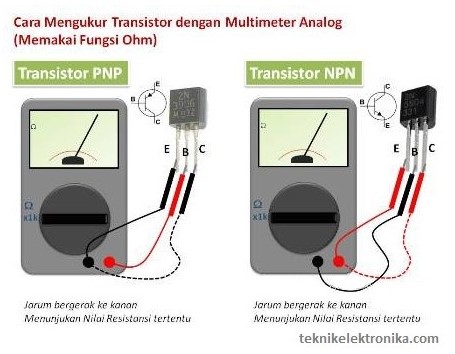 Cara Mengukur Transistor dengan Multimeter Analog
(Memakai Fungsi Ohm)
Transistor PNP
Transistor NPN
E
B
C
2N
3906
E B C
Ω
Ω
x1k
E
B
C
2N
3904
E B C
Ω
Ω
x1k
Jarum bergerak ke kanan
Menunjukan Nilai Resistansi tertentu
Jarum bergerak ke kanan
Menunjukan Nilai Resistansi tertentu
teknikelektronika.com